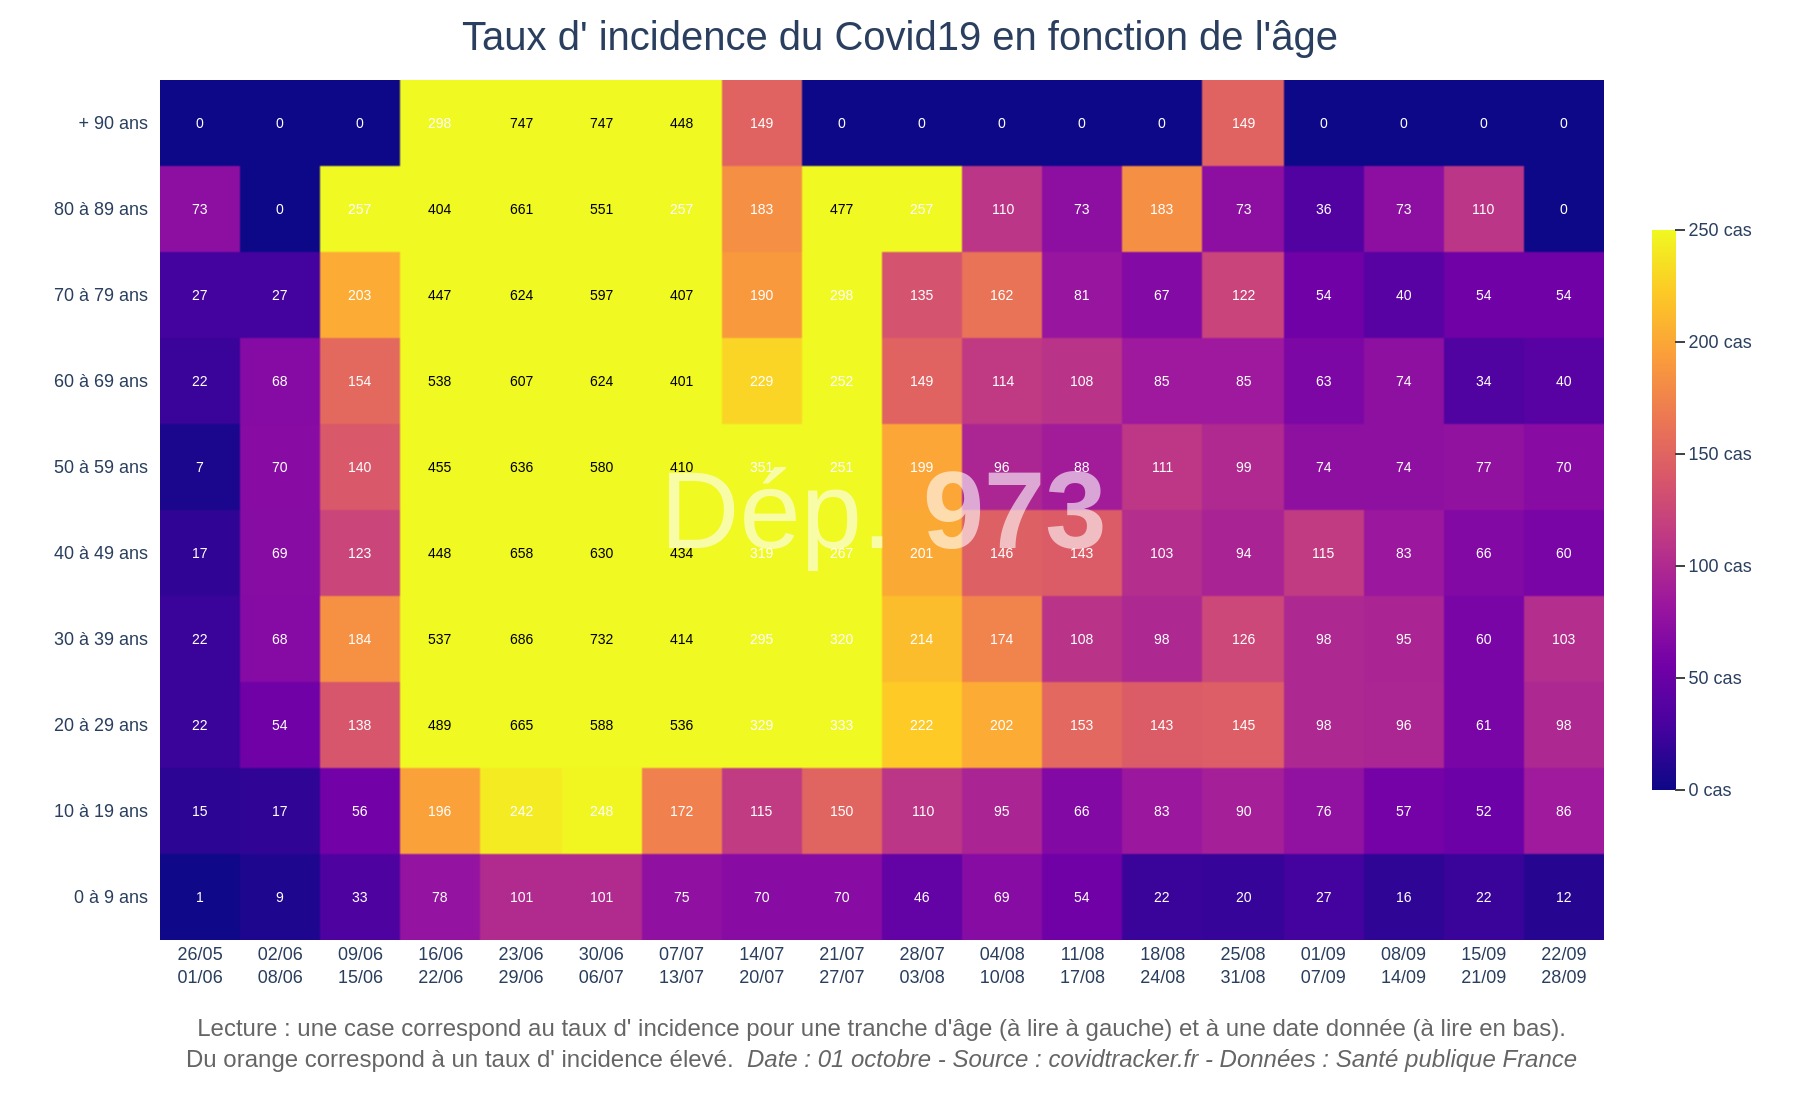 Taux d' incidence du Covid19 en fonction de l'âge
+ 90 ans 0 0 0 298 747 747 448 149 0 0 0 0 0 149 0 0 0 0
80 à 89 ans 73 0 257 404 661 551 257 183 477 257 110 73 183 73 36 73 110 0
250 cas
70 à 79 ans 27 27 203 447 624 597 407 190 298 135 162 81 67 122 54 40 54 54
200 cas
60 à 69 ans 22 68 154 538 607 624 401 229 252 149 114 108 85 85 63 74 34 40
150 cas
50 à 59 ans 7 70 140 455 636 580 410 351 251 199 96 88 111 99 74 74 77 70
Dép. 973
40 à 49 ans 17 69 123 448 658 630 434 319 267 201 146 143 103 94 115 83 66 60
100 cas
30 à 39 ans 22 68 184 537 686 732 414 295 320 214 174 108 98 126 98 95 60 103
50 cas
20 à 29 ans 22 54 138 489 665 588 536 329 333 222 202 153 143 145 98 96 61 98
0 cas
10 à 19 ans 15 17 56 196 242 248 172 115 150 110 95 66 83 90 76 57 52 86
0 à 9 ans 1 9 33 78 101 101 75 70 70 46 69 54 22 20 27 16 22 12
26/05 02/06 09/06 16/06 23/06 30/06 07/07 14/07 21/07 28/07 04/08 11/08 18/08 25/08 01/09 08/09 15/09 22/09
01/06 08/06 15/06 22/06 29/06 06/07 13/07 20/07 27/07 03/08 10/08 17/08 24/08 31/08 07/09 14/09 21/09 28/09
Lecture : une case correspond au taux d' incidence pour une tranche d'âge (à lire à gauche) et à une date donnée (à lire en bas).
Du orange correspond à un taux d' incidence élevé. Date : 01 octobre - Source : covidtracker.fr - Données : Santé publique France